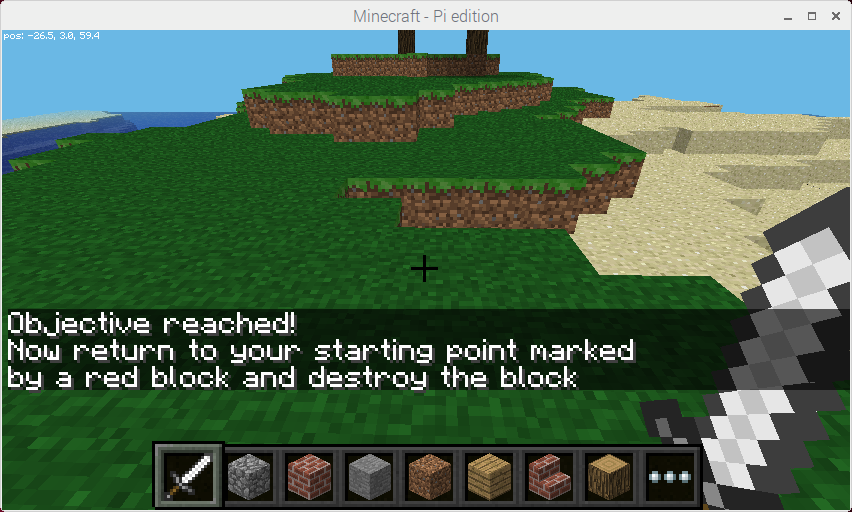 Minecraft - Pi edition
pos: -26.5, 3.0, 59.4
Objective reached!
Now return to your starting point marked
by a red block and destroy the block